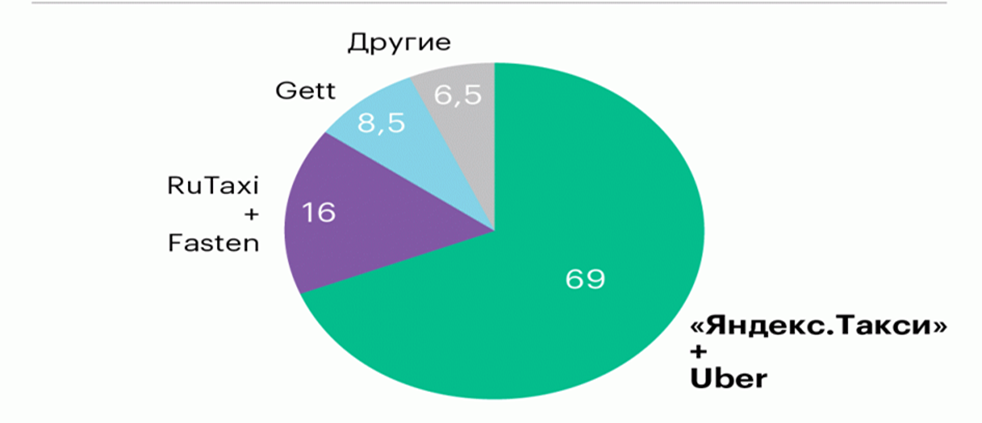 Другие
6,5
Gett
8,5
RuTaxi
+
Fasten
16
69
«Яндекс.Такси»
+
Uber